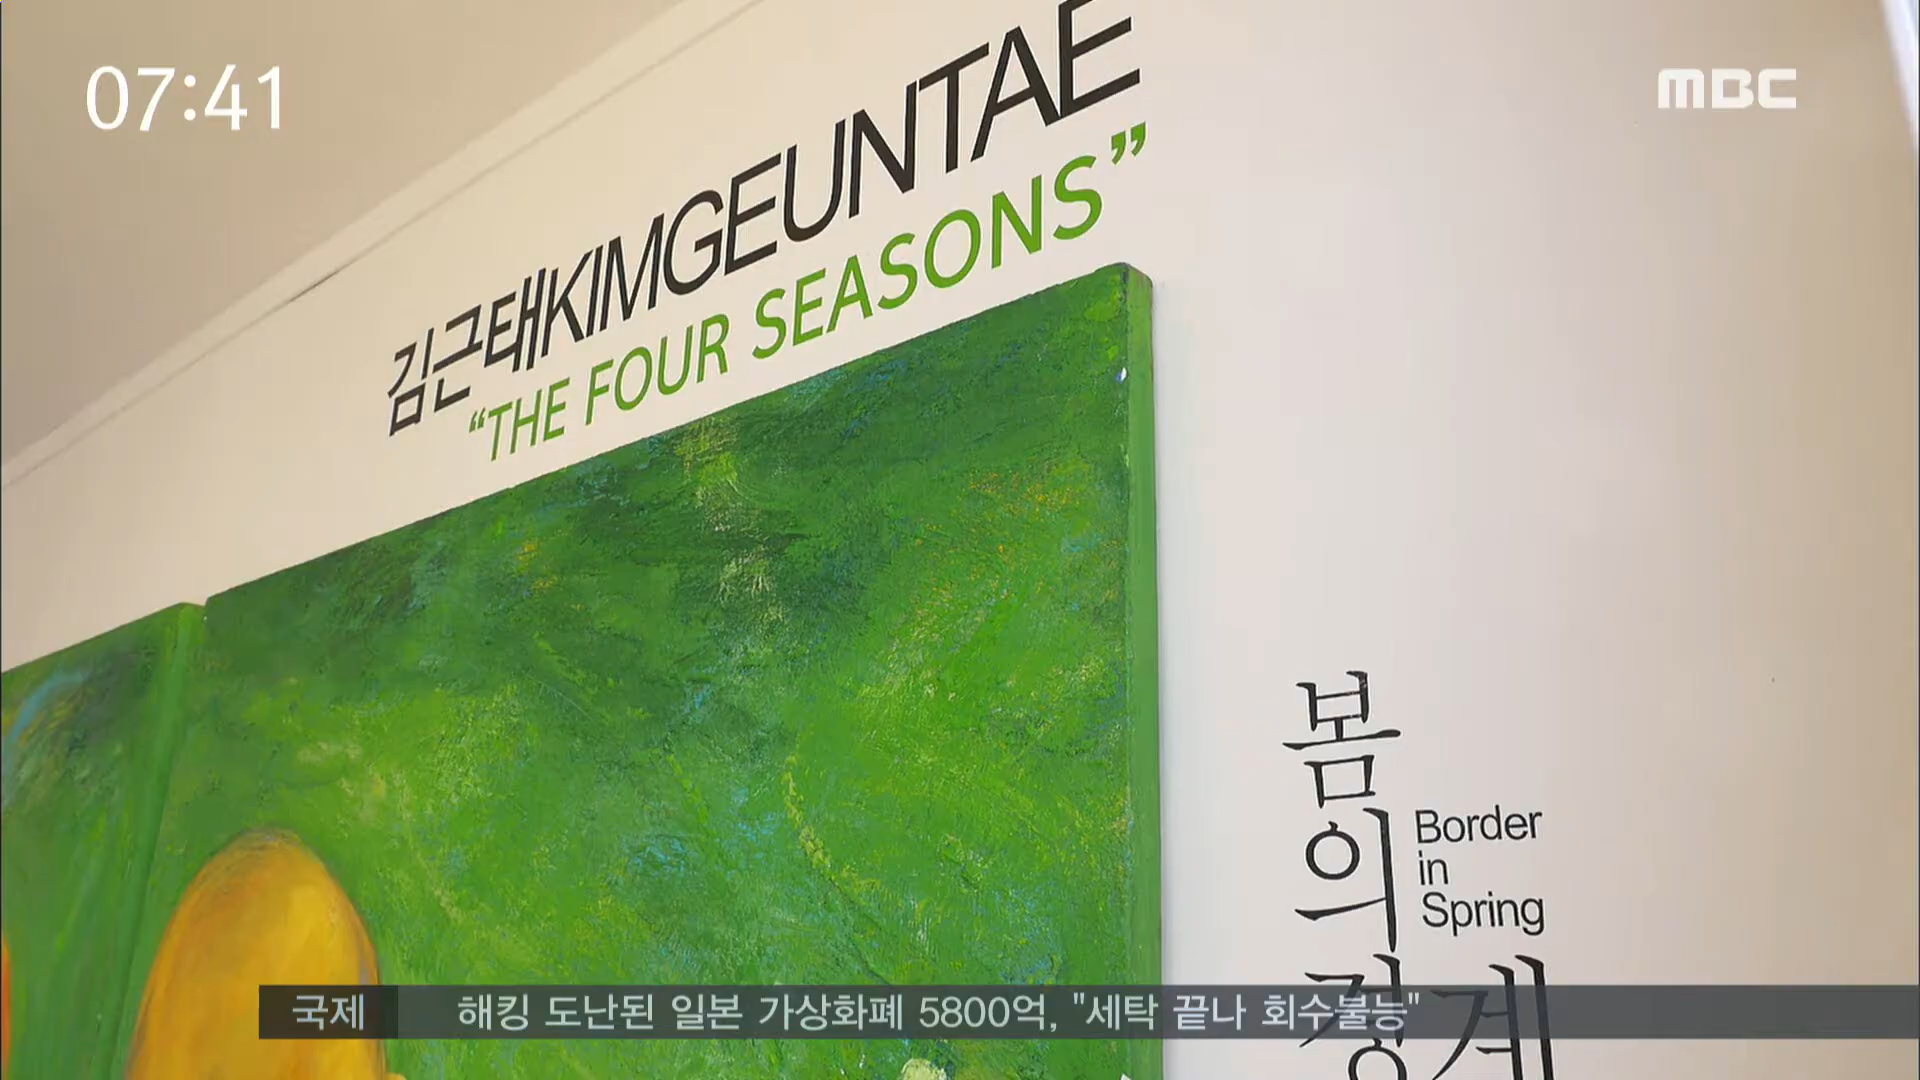 07:41
MBC
김근태KIMGEUNTAE
“THE FOUR SEASONS”
봄의경계
Border
in
Spring
국제
해킹 도난된 일본 가상화폐 5800억, "세탁 끝나 회수불능"